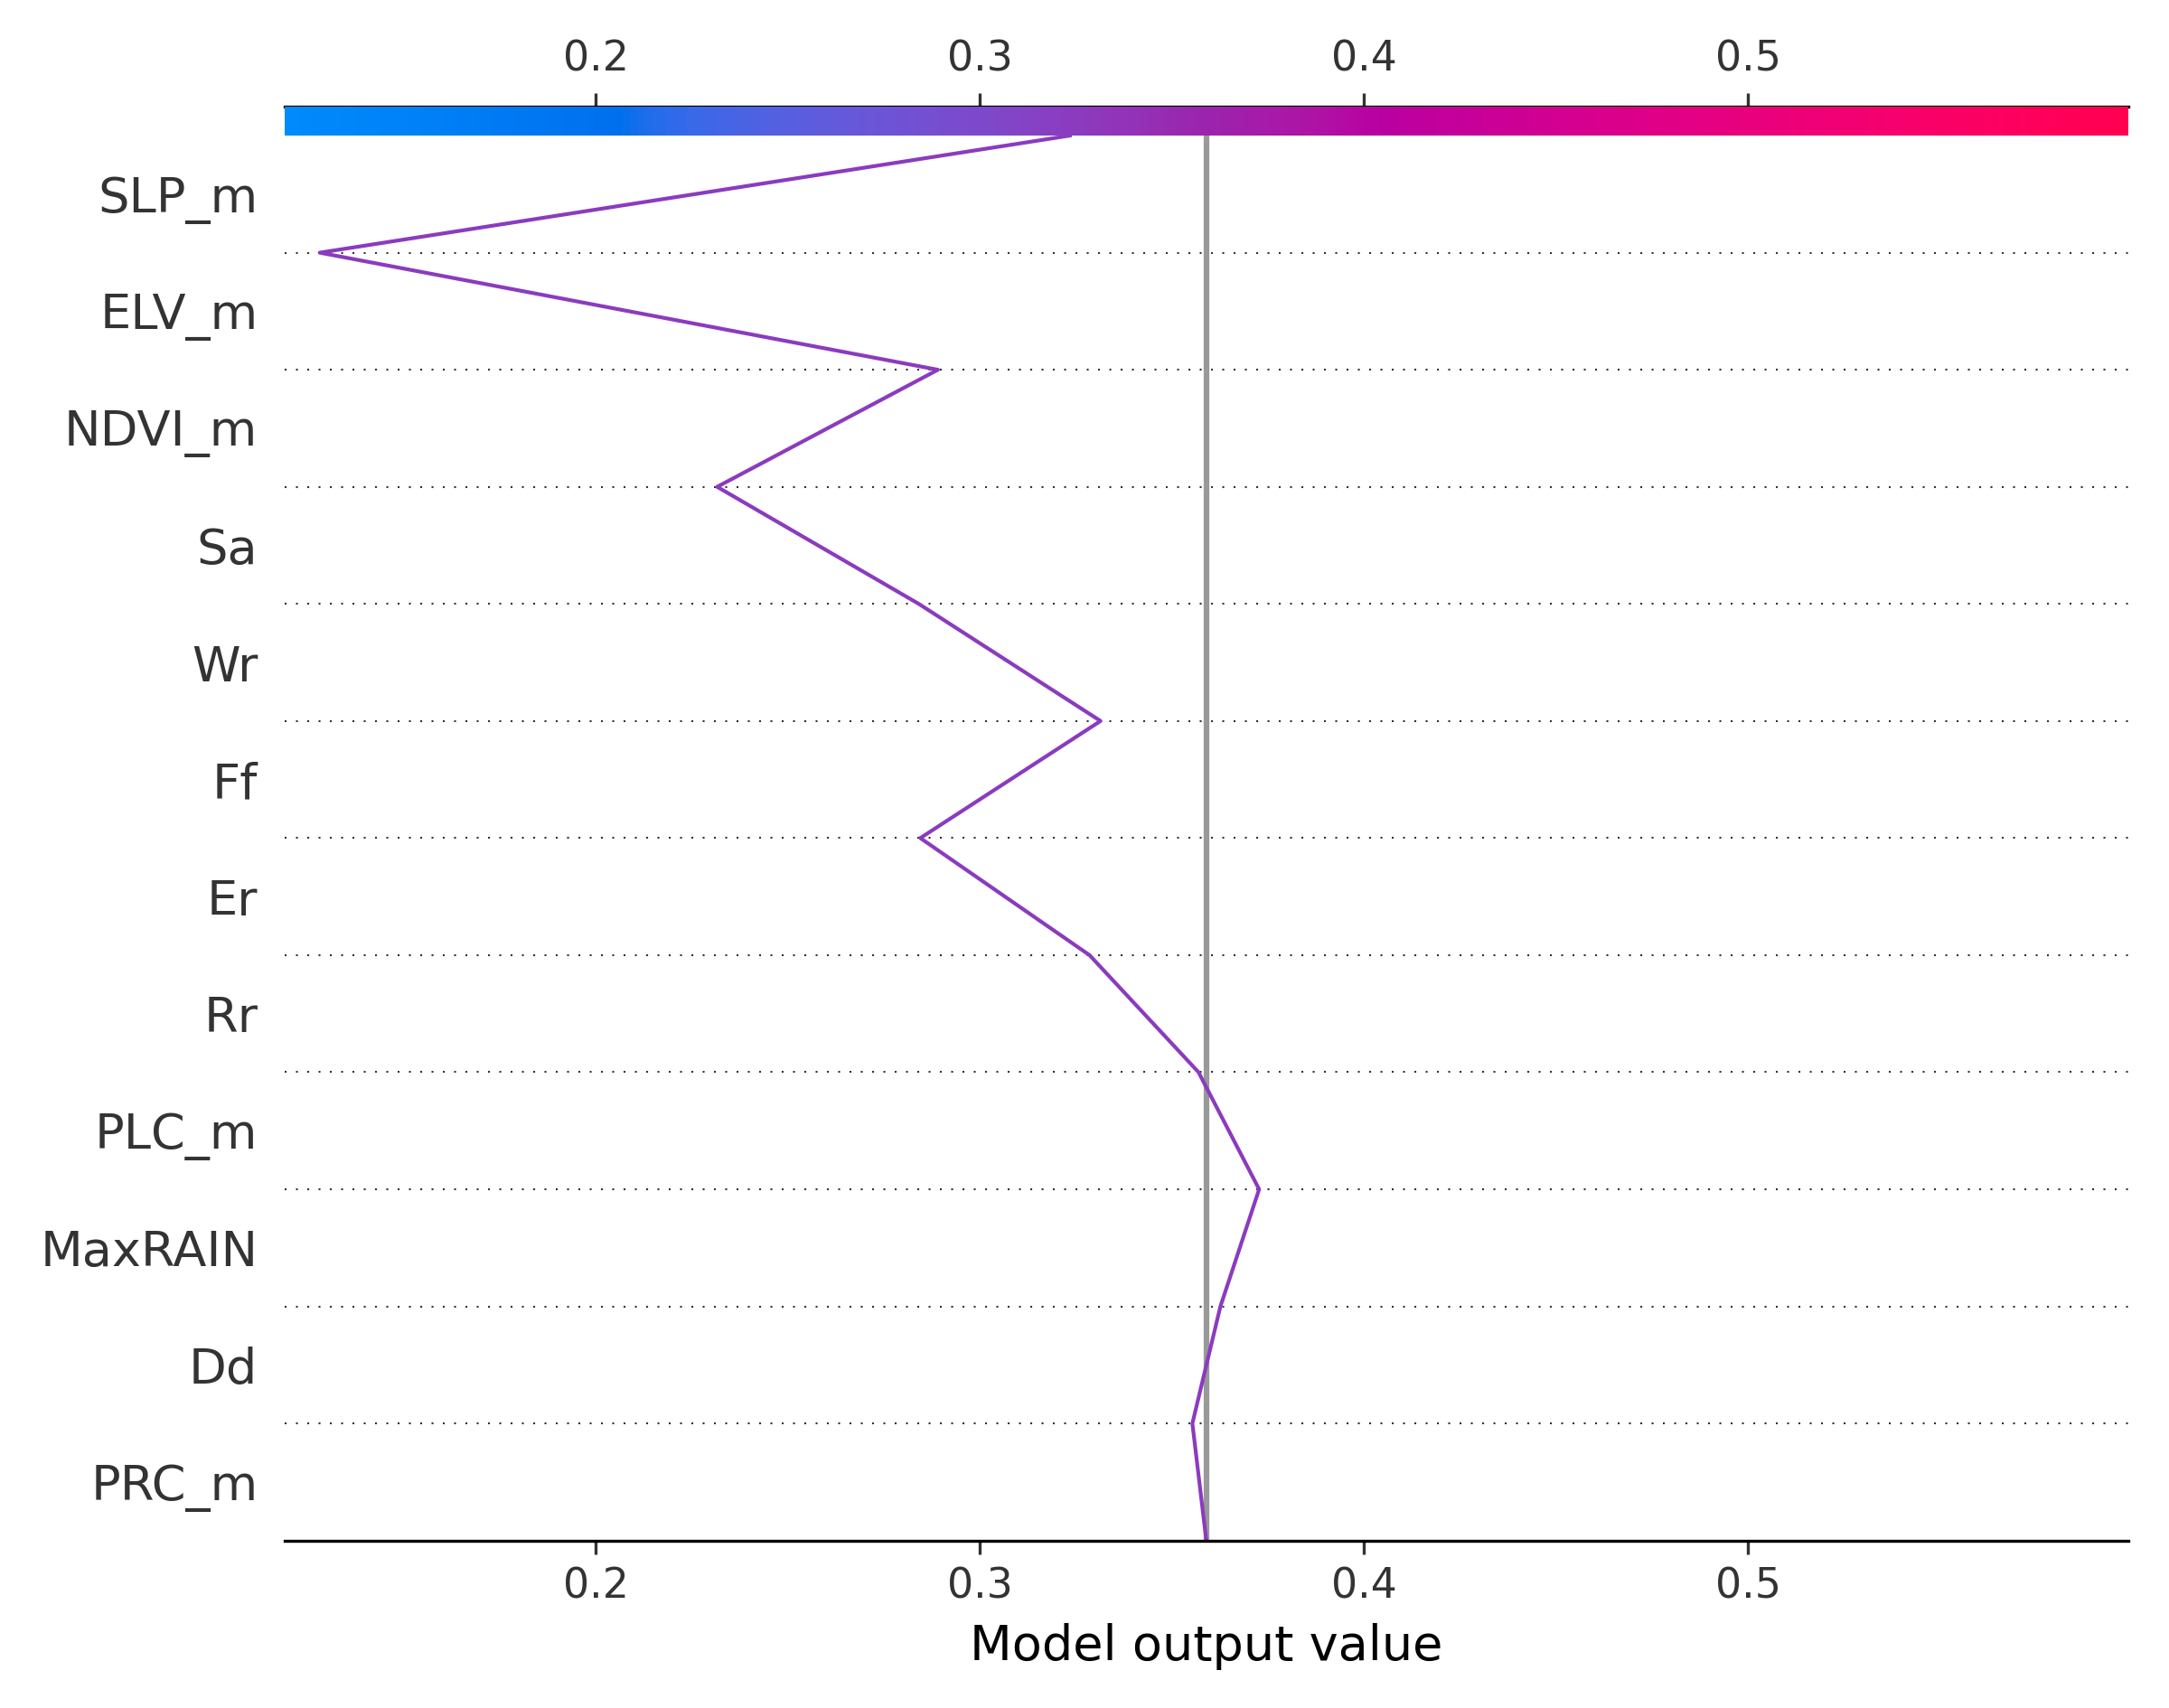 0.2 0.3 0.4 0.5
SLP_m
ELV_m
NDVI_m
Sa
Wr
Ff
Er
Rr
PLC_m
MaxRAIN
Dd
PRC_m
0.2 0.3 0.4 0.5
Model output value